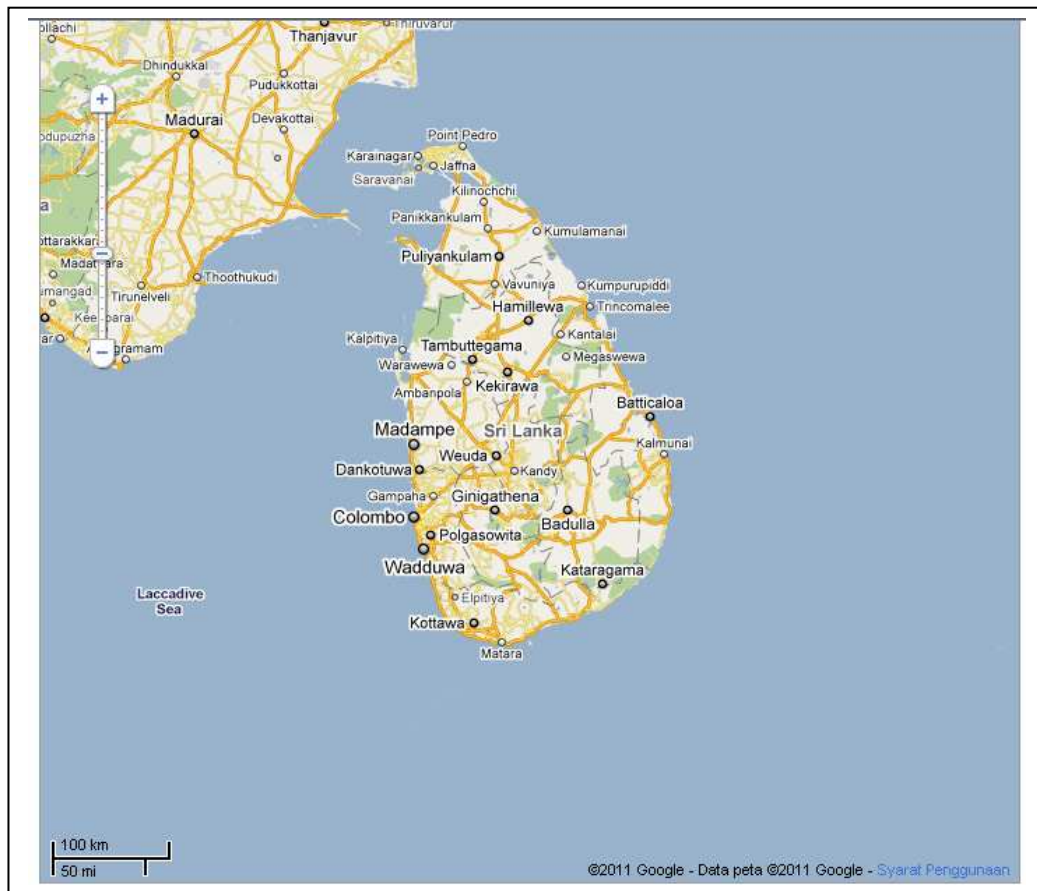 Thiruvarur
Thanjavur
Dhindukkal
Pudukkottai
Devakottai
Madurai
Point Pedro
Karainagar
Jaffna
Saravanai
Kilinochchi
Panikkankulam
Kumulamanai
Puliyankulam
Thoothukudi
Tirunelveli
Vavuniya
Kumpurupiddi
Hamillewa
Trincomalee
Kantalai
Kalpitiya
Tambuttegama
Megaswewa
Warawewa
Kekirawa
Ambanpola
Batticaloa
Madampe
Sri Lanka
Kalmunai
Weuda
Dankotuwa
Kandy
Gampaha
Ginigathena
Colombo
Badulla
Polgasowita
Wadduwa
Kataragama
Laccadive
Sea
Elpitiya
Kottawa
Matara
100 km
50 mi
©2011 Google - Data peta ©2011 Google - Syarat Penggunaan